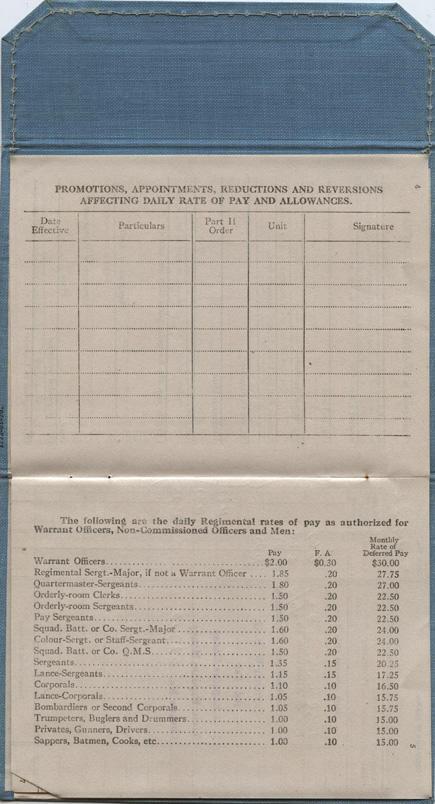 PROMOTIONS, APPOINTMENTS, REDUCTIONS AND REVERSIONS
AFFECTING DAILY RATE OF PAY AND ALLOWANCES.
Date Effective Particulars Part II Order Unit Signature
The following are the daily Regimental rates of pay as authorized for
Warrant Officers, Non-Commissioned Officers and Men:
Pay F. A. Monthly Rate of Deferred Pay
Warrant Officers $2.00 $0.30 $30.00
Regimental Sergt.-Major, if not a Warrant Officer 1.85 .20 27.75
Quartermaster-Sergeants 1.80 .20 27.00
Orderly-room Clerks 1.50 .20 22.50
Orderly-room Sergeants 1.50 .20 22.50
Pay Sergeants 1.50 .20 22.50
Squad. Batt. or Co. Sergt.-Major 1.60 .20 24.00
Colour-Sergt. or Staff-Sergeant 1.60 .20 24.00
Squad. Batt. or Co. Q.M.S. 1.50 .20 22.50
Sergeants 1.35 .15 20.25
Lance-Sergeants 1.15 .15 17.25
Corporals 1.10 .10 16.50
Lance-Corporals 1.05 .10 15.75
Bombardiers or Second Corporals 1.05 .10 15.75
Trumpeters, Buglers and Drummers 1.00 .10 15.00
Privates, Gunners, Drivers 1.00 .10 15.00
Sappers, Batmen, Cooks, etc 1.00 .10 15.00
5